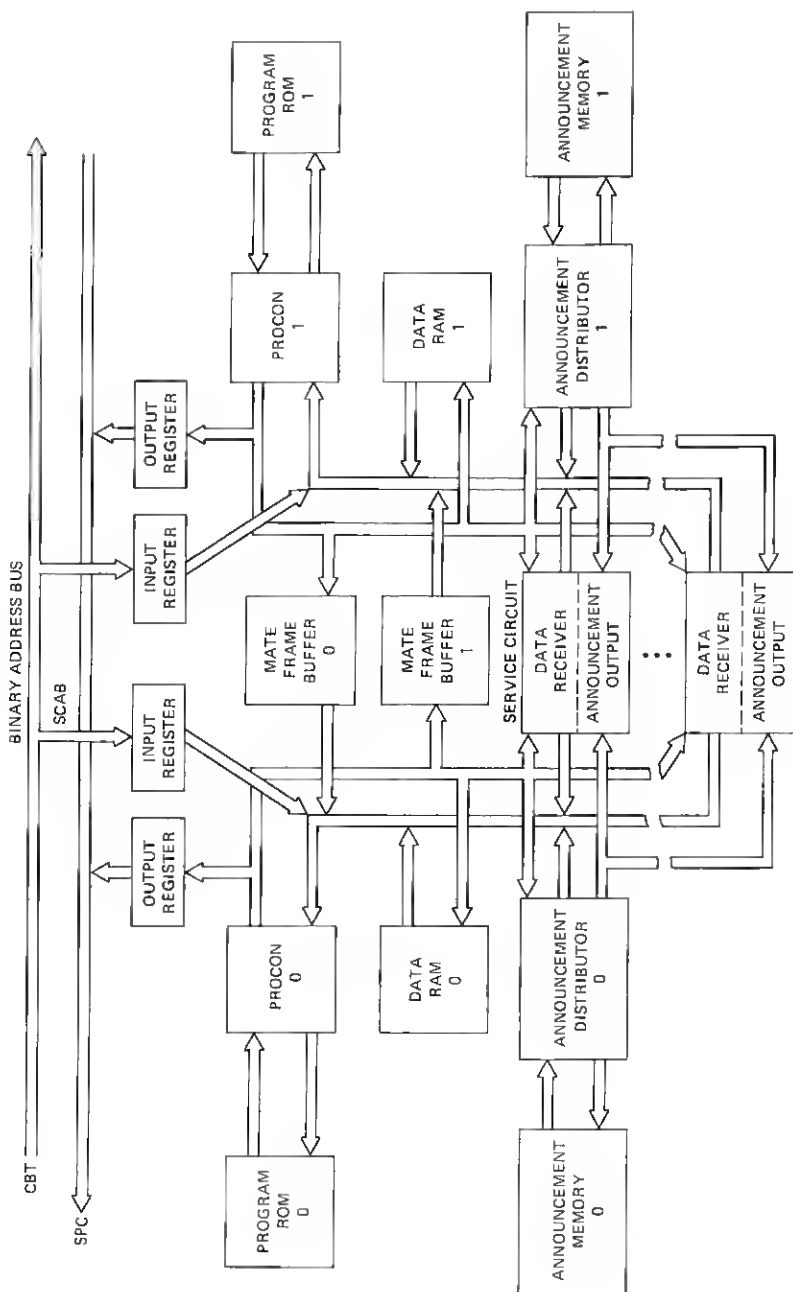 BINARY ADDRESS BUS
CBT
SCAB
SPC
OUTPUT
REGISTER
INPUT
REGISTER
INPUT
REGISTER
OUTPUT
REGISTER
PROGRAM
ROM
0
PROCON
0
MATE
FRAME
BUFFER
0
PROCON
1
PROGRAM
ROM
1
DATA
RAM
0
MATE
FRAME
BUFFER
1
DATA
RAM
1
SERVICE CIRCUIT
ANNOUNCEMENT
MEMORY
0
ANNOUNCEMENT
DISTRIBUTOR
0
DATA
RECEIVER
ANNOUNCEMENT
OUTPUT
ANNOUNCEMENT
DISTRIBUTOR
1
ANNOUNCEMENT
MEMORY
1
DATA
RECEIVER
ANNOUNCEMENT
OUTPUT